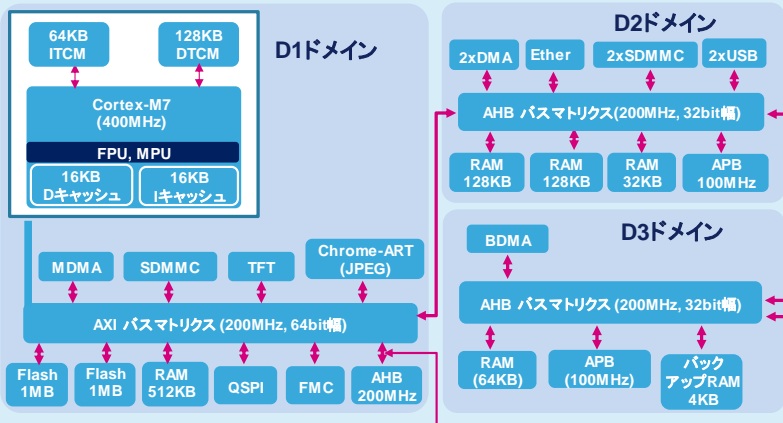 D1ドメイン
64KB
ITCM
128KB
DTCM
Cortex-M7
(400MHz)
FPU, MPU
16KB
Dキャッシュ
16KB
Iキャッシュ
MDMA
SDMMC
TFT
Chrome-ART
(JPEG)
AXI バスマトリクス (200MHz, 64bit幅)
Flash
1MB
Flash
1MB
RAM
512KB
QSPI
FMC
AHB
200MHz
D2ドメイン
2xDMA
Ether
2xSDMMC
2xUSB
AHB バスマトリクス(200MHz, 32bit幅)
RAM
128KB
RAM
128KB
RAM
32KB
APB
100MHz
D3ドメイン
BDMA
AHB バスマトリクス (200MHz, 32bit幅)
RAM
(64KB)
APB
(100MHz)
バック
アップRAM
4KB